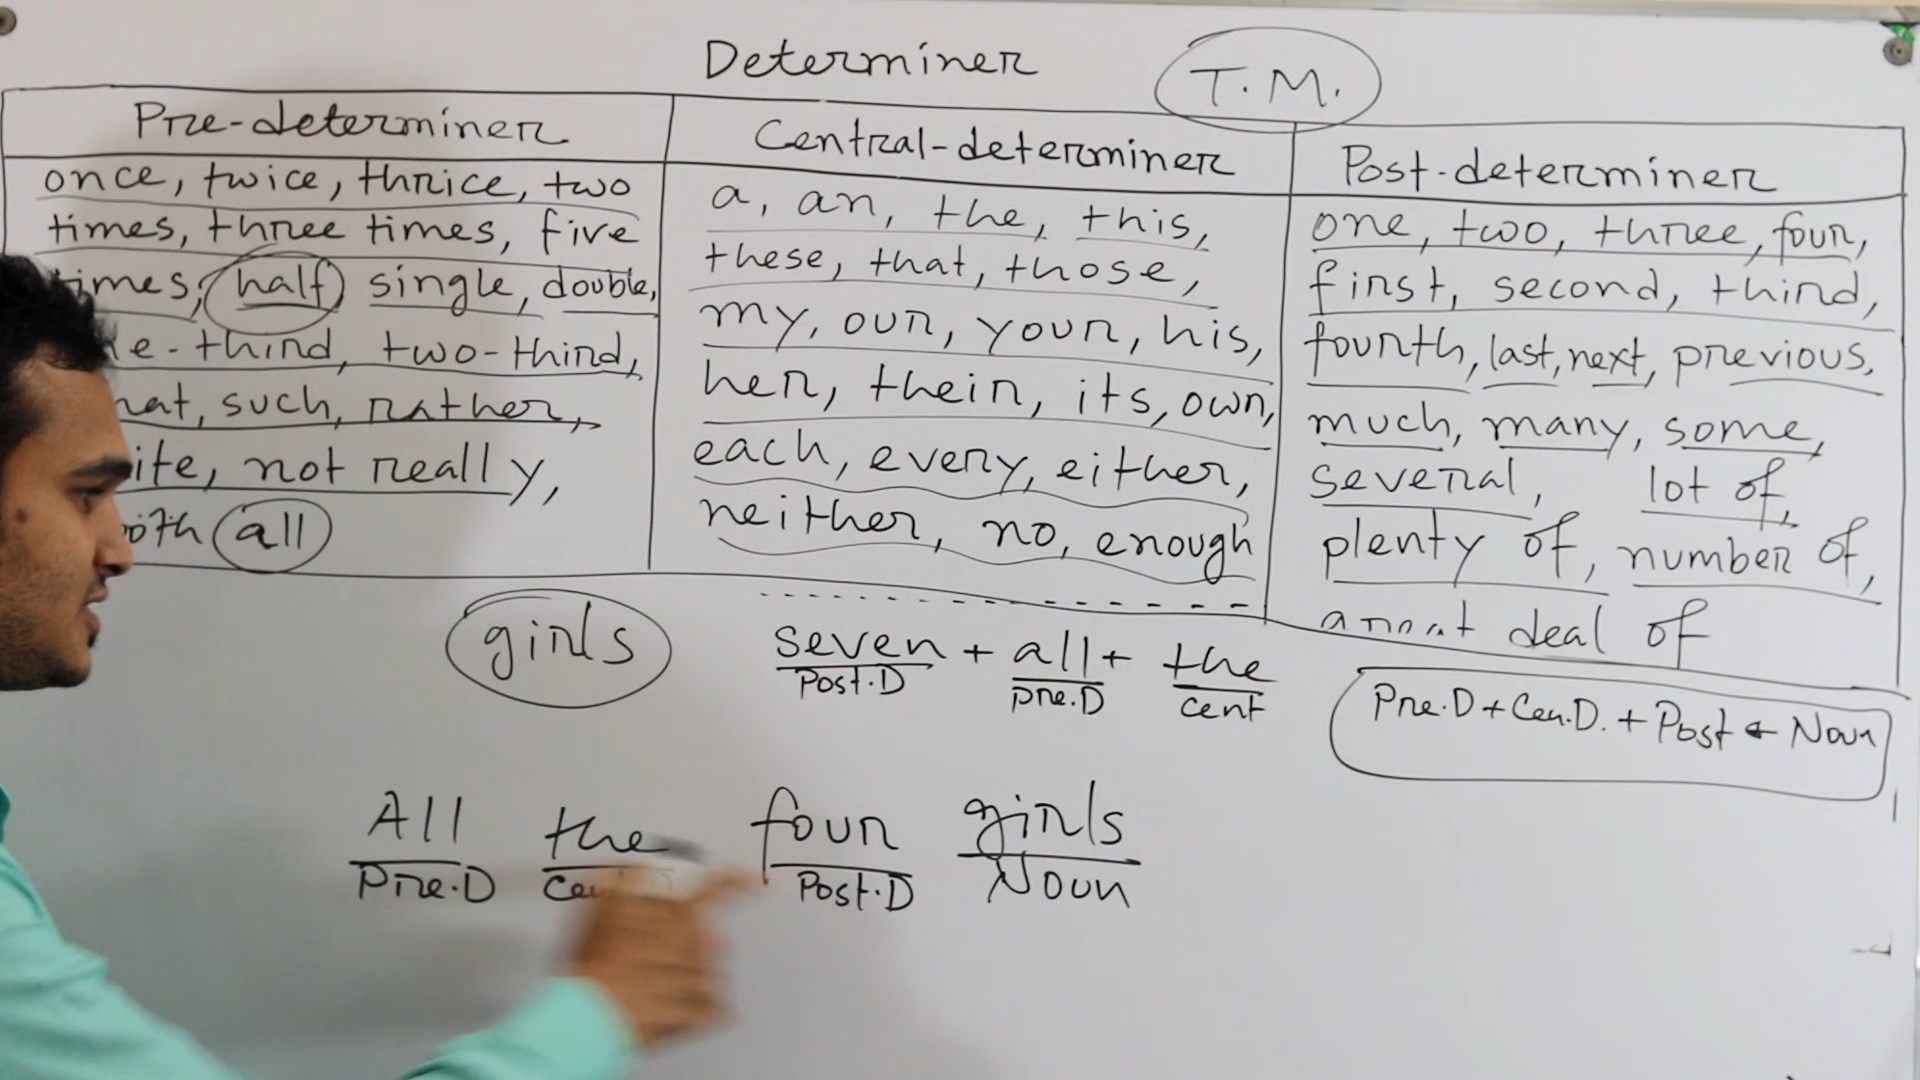 Determiner
T.M.
Pre-determiner
once, twice, thrice, two
times, three times, five
times, half single, double,
-third, two-third,
such, rather,
not really,
all
Central-determiner
a, an, the, this,
these, that, those,
my, our, your, his,
her, their, its, own,
each, every, either,
neither, no, enough
Post-determiner
one, two, three, four,
first, second, third,
fourth, last, next, previous,
much, many, some,
several, lot of,
plenty of, number of,
deal of
girls
seven + all + the
Post.D Pre.D cent
Pre.D + Cen.D. + Post + Noun
All the four girls
Pre.D Post.D Noun